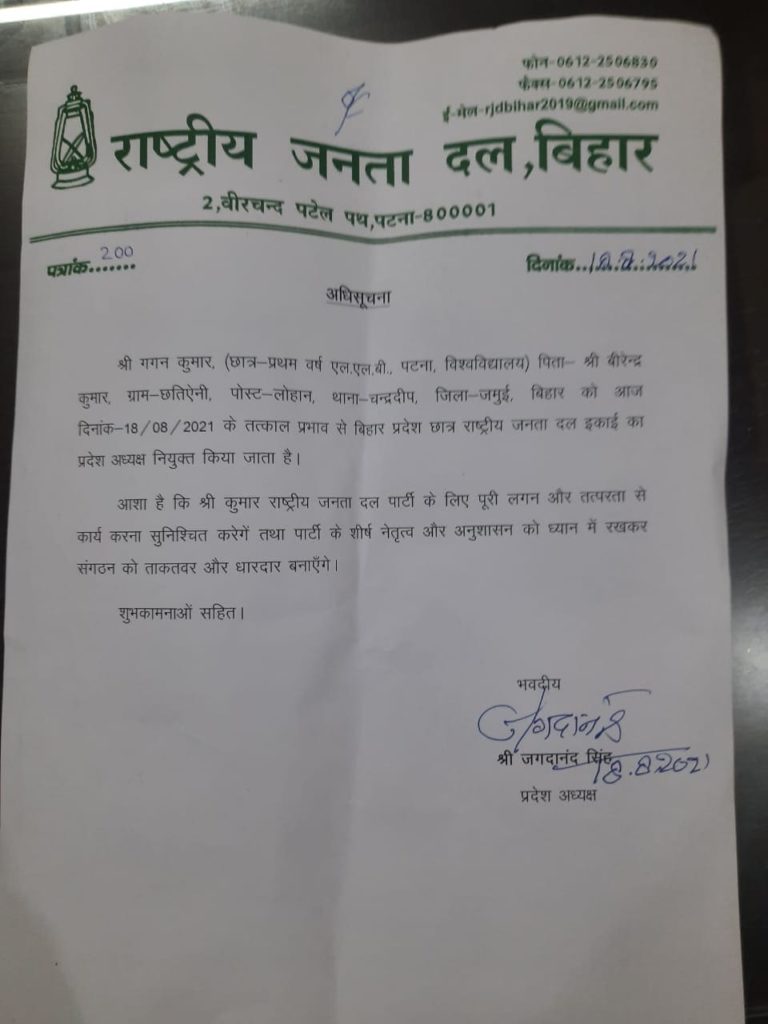 फोन-0612-2506839
फैक्स-0612-2506795
ई-मेल-rjdbihar2019@gmail.com
राष्ट्रीय जनता दल,बिहार
2,वीरचन्द पटेल पथ,पटना-800001
पत्रांक.......200
दिनांक..18.8.2021
अधिसूचना
श्री गगन कुमार, (छात्र–प्रथम वर्ष एल.एल.बी., पटना, विश्वविद्यालय) पिता– श्री बीरेन्द्र
कुमार, ग्राम–छतिऐनी, पोस्ट–लोहान, थाना–चन्द्रदीप, जिला–जमुई, बिहार को आज
दिनांक–18/08/2021 के तत्काल प्रभाव से बिहार प्रदेश छात्र राष्ट्रीय जनता दल इकाई का
प्रदेश अध्यक्ष नियुक्त किया जाता है।
आशा है कि श्री कुमार राष्ट्रीय जनता दल पार्टी के लिए पूरी लगन और तत्परता से
कार्य करना सुनिश्चित करेगें तथा पार्टी के शीर्ष नेतृत्व और अनुशासन को ध्यान में रखकर
संगठन को ताकतवर और धारदार बनाएँगे।
शुभकामनाओं सहित।
भवदीय
जगदानंद
श्री जगदानंद सिंह
18.8.2021
प्रदेश अध्यक्ष